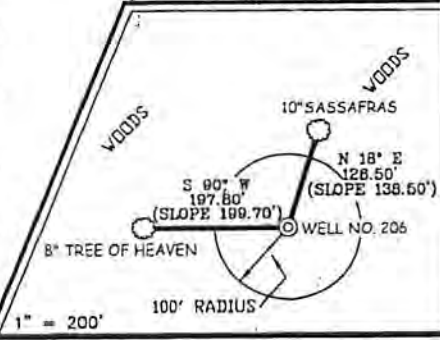 WOODS
WOODS
10" SASSAFRAS
N 18° E
128.50'
(SLOPE 138.50')
S 90° W
197.80'
(SLOPE 199.70')
WELL NO. 206
8" TREE OF HEAVEN
100' RADIUS
1" = 200'